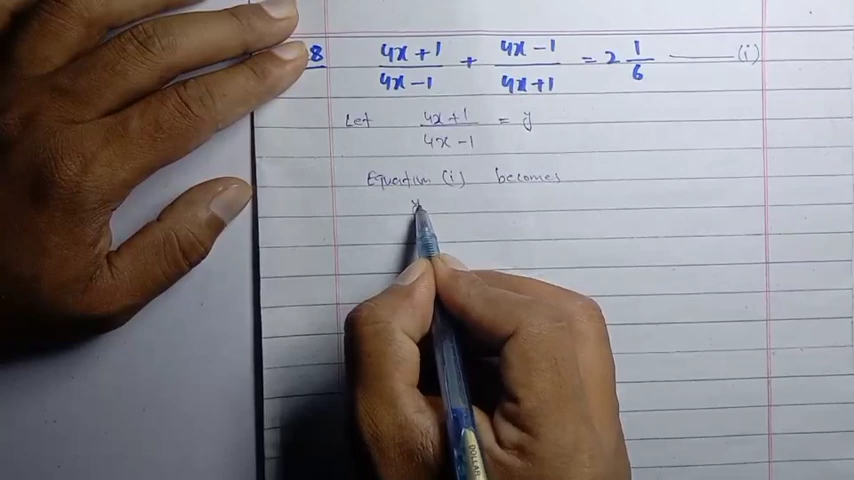 8 (4x+1)/(4x-1) + (4x-1)/(4x+1) = 2 1/6 ——— (i)
Let (4x+1)/(4x-1) = y
Equation (i) becomes
y
DOLLAR